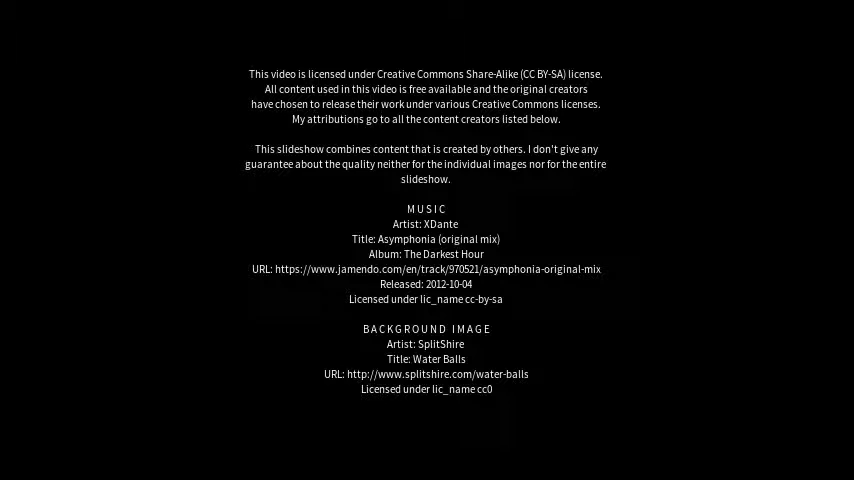 This video is licensed under Creative Commons Share-Alike (CC BY-SA) license.
All content used in this video is free available and the original creators
have chosen to release their work under various Creative Commons licenses.
My attributions go to all the content creators listed below.
This slideshow combines content that is created by others. I don't give any
guarantee about the quality neither for the individual images nor for the entire
slideshow.
MUSIC
Artist: XDante
Title: Asymphonia (original mix)
Album: The Darkest Hour
URL: https://www.jamendo.com/en/track/970521/asymphonia-original-mix
Released: 2012-10-04
Licensed under lic_name cc-by-sa
BACKGROUND IMAGE
Artist: SplitShire
Title: Water Balls
URL: http://www.splitshire.com/water-balls
Licensed under lic_name cc0